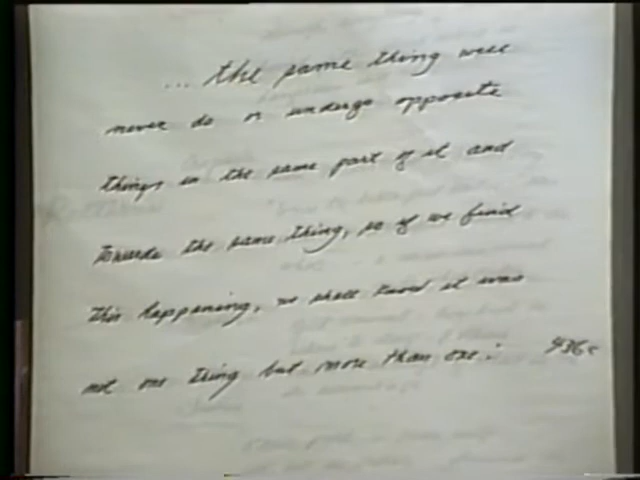 ... the same thing will
never do or undergo opposite
things in the same part of it and
towards the same thing, so if we find
this happening, we shall know it was
not one thing but more than one:   436c